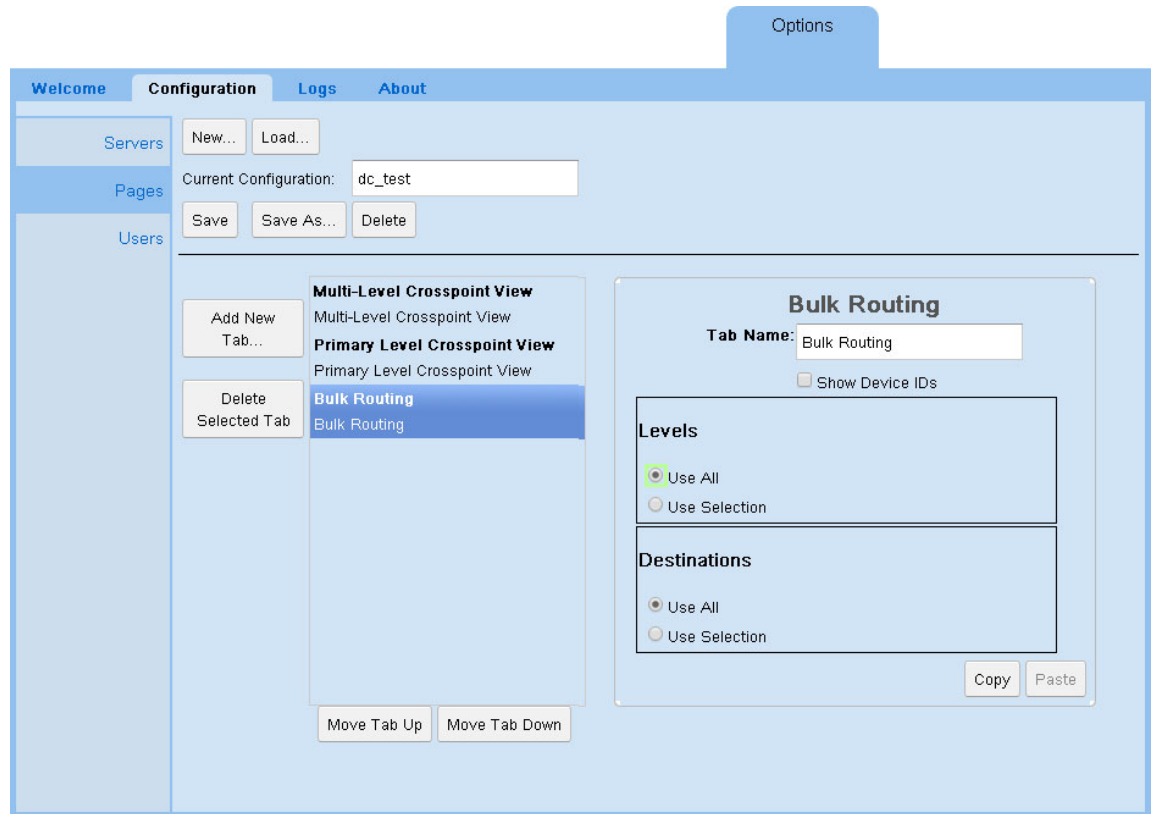 Options
Welcome Configuration Logs About
Servers
Pages
Users
New... Load...
Current Configuration: dc_test
Save Save As... Delete
Add New
Tab...
Delete
Selected Tab
Multi-Level Crosspoint View
Multi-Level Crosspoint View
Primary Level Crosspoint View
Primary Level Crosspoint View
Bulk Routing
Bulk Routing
Move Tab Up Move Tab Down
Bulk Routing
Tab Name: Bulk Routing
Show Device IDs
Levels
Use All
Use Selection
Destinations
Use All
Use Selection
Copy Paste